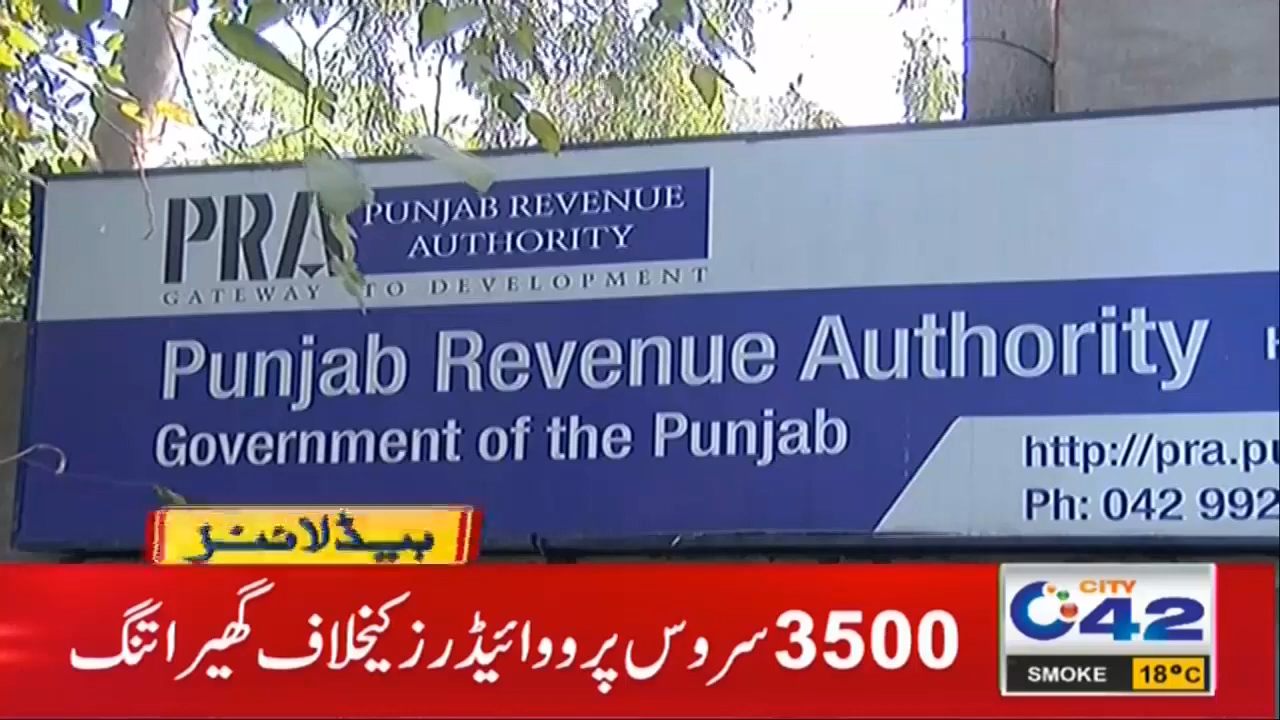 PRA
PUNJAB REVENUE
AUTHORITY
GATEWAY TO DEVELOPMENT
Punjab Revenue Authority
Government of the Punjab
http://pra.pu
Ph: 042 992
ہیڈلائنز
3500 سروس پرووائیڈرز کیخلاف گھیرا تنگ
CITY
42
SMOKE 18°C